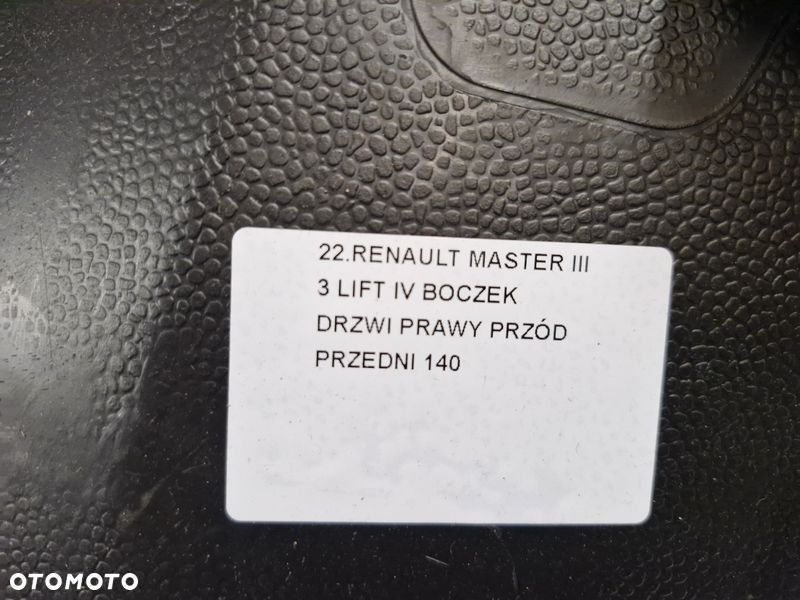 22.RENAULT MASTER III
3 LIFT IV BOCZEK
DRZWI PRAWY PRZÓD
PRZEDNI 140
OTOMOTO